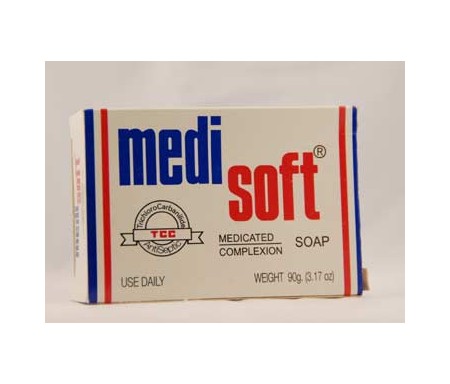 medi
soft®
TrichloroCarbanilide
TCC
AntiSeptic
MEDICATED
COMPLEXION
SOAP
USE DAILY
WEIGHT 90g. (3.17 oz)